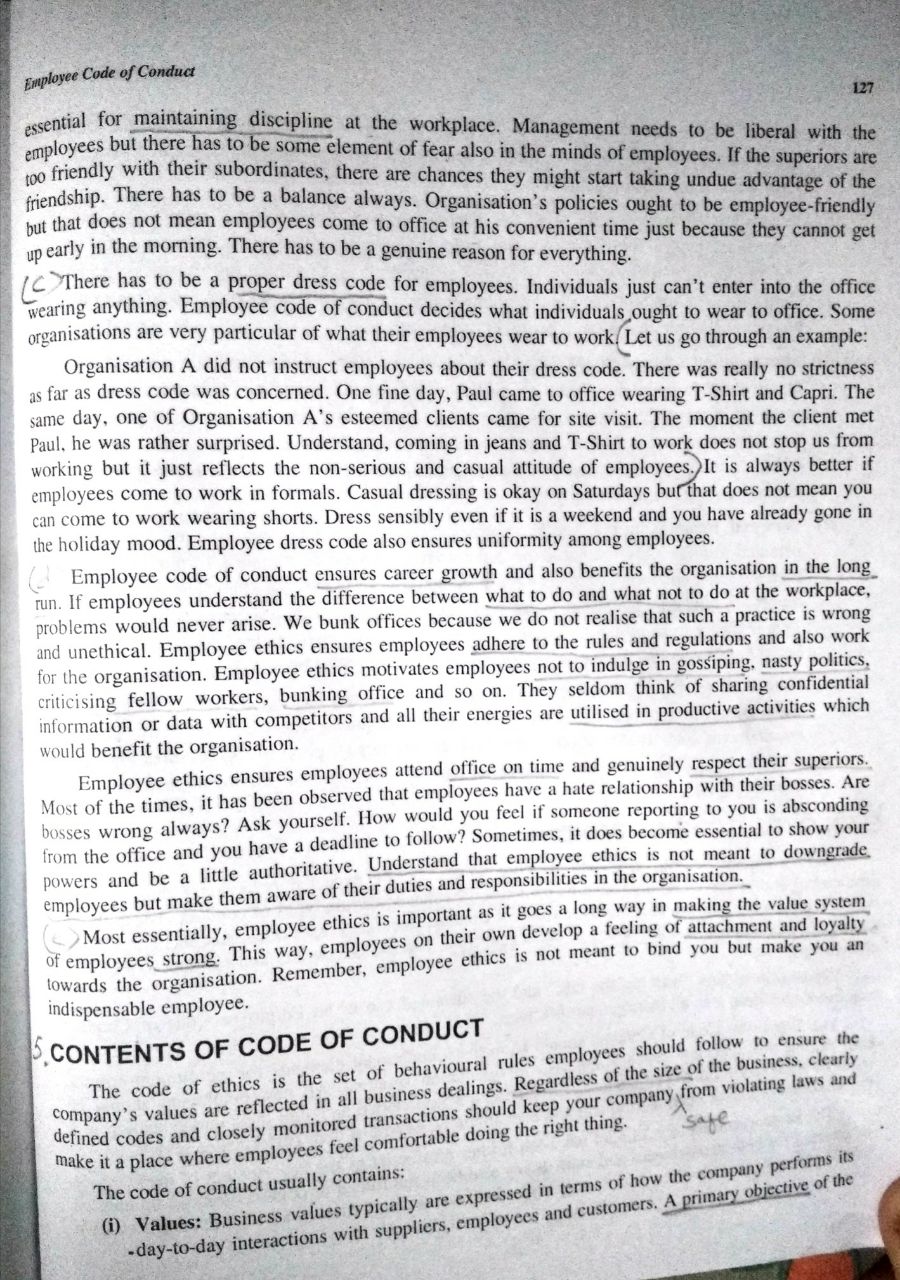 Employee Code of Conduct
127
essential for maintaining discipline at the workplace. Management needs to be liberal with the
employees but there has to be some element of fear also in the minds of employees. If the superiors are
too friendly with their subordinates, there are chances they might start taking undue advantage of the
friendship. There has to be a balance always. Organisation's policies ought to be employee-friendly
but that does not mean employees come to office at his convenient time just because they cannot get
up early in the morning. There has to be a genuine reason for everything.
There has to be a proper dress code for employees. Individuals just can't enter into the office
wearing anything. Employee code of conduct decides what individuals ought to wear to office. Some
organisations are very particular of what their employees wear to work. Let us go through an example:
Organisation A did not instruct employees about their dress code. There was really no strictness
as far as dress code was concerned. One fine day, Paul came to office wearing T-Shirt and Capri. The
same day, one of Organisation A's esteemed clients came for site visit. The moment the client met
Paul, he was rather surprised. Understand, coming in jeans and T-Shirt to work does not stop us from
working but it just reflects the non-serious and casual attitude of employees. It is always better if
employees come to work in formals. Casual dressing is okay on Saturdays but that does not mean you
can come to work wearing shorts. Dress sensibly even if it is a weekend and you have already gone in
the holiday mood. Employee dress code also ensures uniformity among employees.
Employee code of conduct ensures career growth and also benefits the organisation in the long
run. If employees understand the difference between what to do and what not to do at the workplace,
problems would never arise. We bunk offices because we do not realise that such a practice is wrong
and unethical. Employee ethics ensures employees adhere to the rules and regulations and also work
for the organisation. Employee ethics motivates employees not to indulge in gossiping, nasty politics,
criticising fellow workers, bunking office and so on. They seldom think of sharing confidential
information or data with competitors and all their energies are utilised in productive activities which
would benefit the organisation.
Employee ethics ensures employees attend office on time and genuinely respect their superiors.
Most of the times, it has been observed that employees have a hate relationship with their bosses. Are
bosses wrong always? Ask yourself. How would you feel if someone reporting to you is absconding
from the office and you have a deadline to follow? Sometimes, it does become essential to show your
powers and be a little authoritative. Understand that employee ethics is not meant to downgrade
employees but make them aware of their duties and responsibilities in the organisation.
Most essentially, employee ethics is important as it goes a long way in making the value system
of employees strong. This way, employees on their own develop a feeling of attachment and loyalty
towards the organisation. Remember, employee ethics is not meant to bind you but make you an
indispensable employee.
5. CONTENTS OF CODE OF CONDUCT
The code of ethics is the set of behavioural rules employees should follow to ensure the
company's values are reflected in all business dealings. Regardless of the size of the business, clearly
defined codes and closely monitored transactions should keep your company from violating laws and
safe
make it a place where employees feel comfortable doing the right thing.
The code of conduct usually contains:
(i) Values: Business values typically are expressed in terms of how the company performs its
day-to-day interactions with suppliers, employees and customers. A primary objective of the